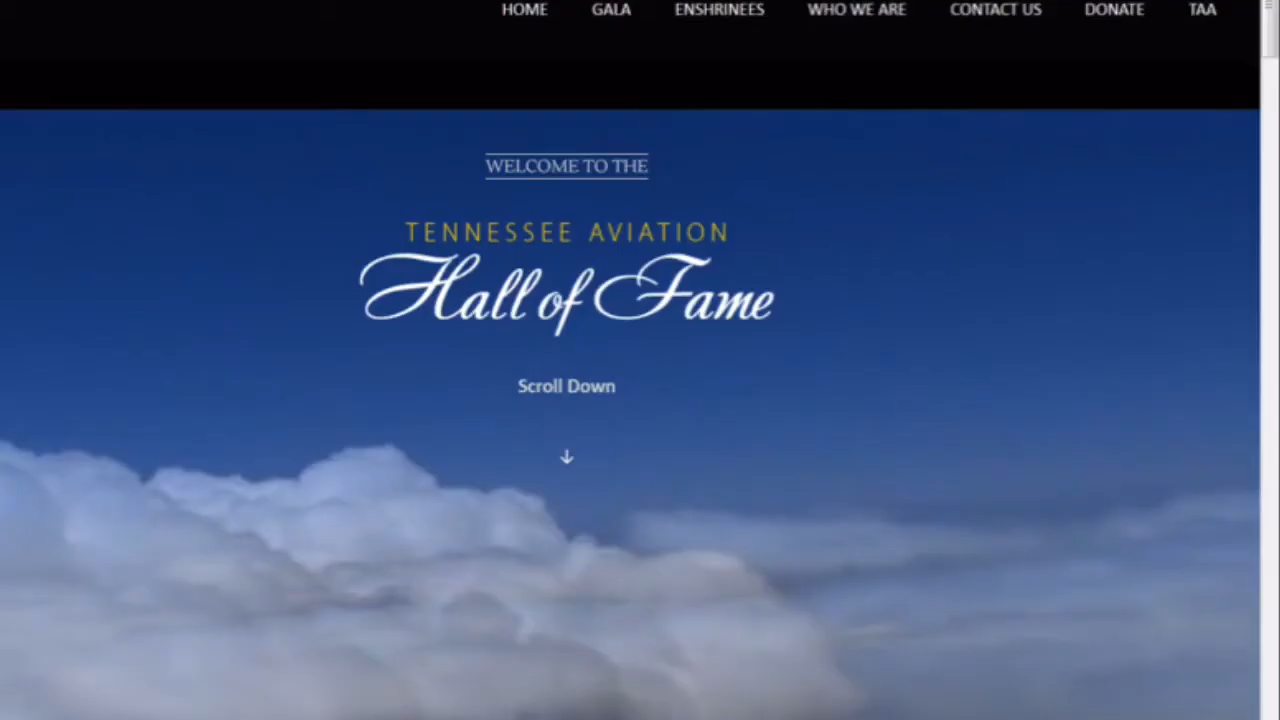 HOME GALA ENSHRINEES WHO WE ARE CONTACT US DONATE TAA
WELCOME TO THE
TENNESSEE AVIATION
Hall of Fame
Scroll Down